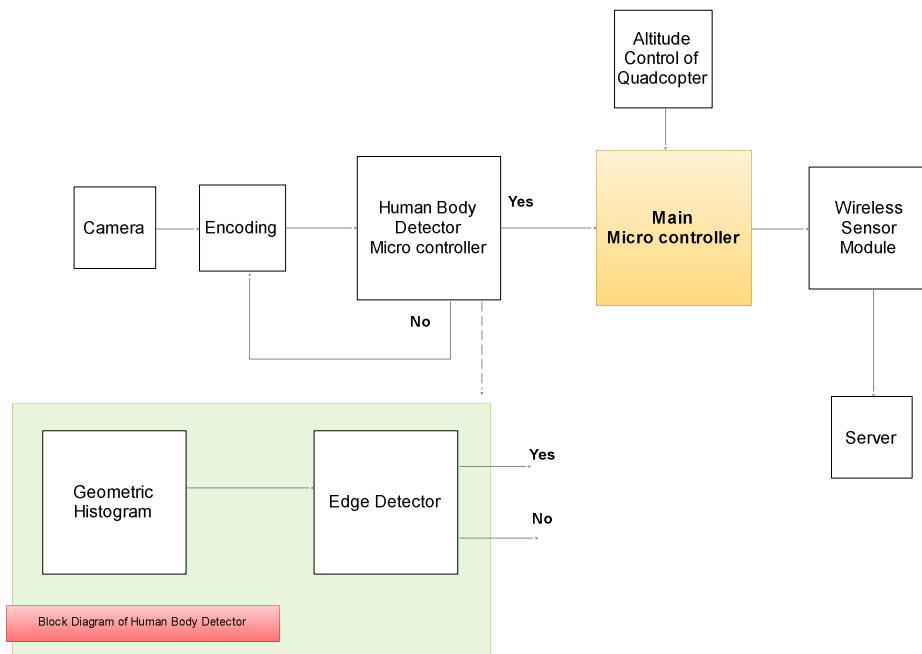 Altitude
Control of
Quadcopter
Camera
Encoding
Human Body
Detector
Micro controller
Yes
Main
Micro controller
Wireless
Sensor
Module
No
Server
Geometric
Histogram
Edge Detector
Yes
No
Block Diagram of Human Body Detector